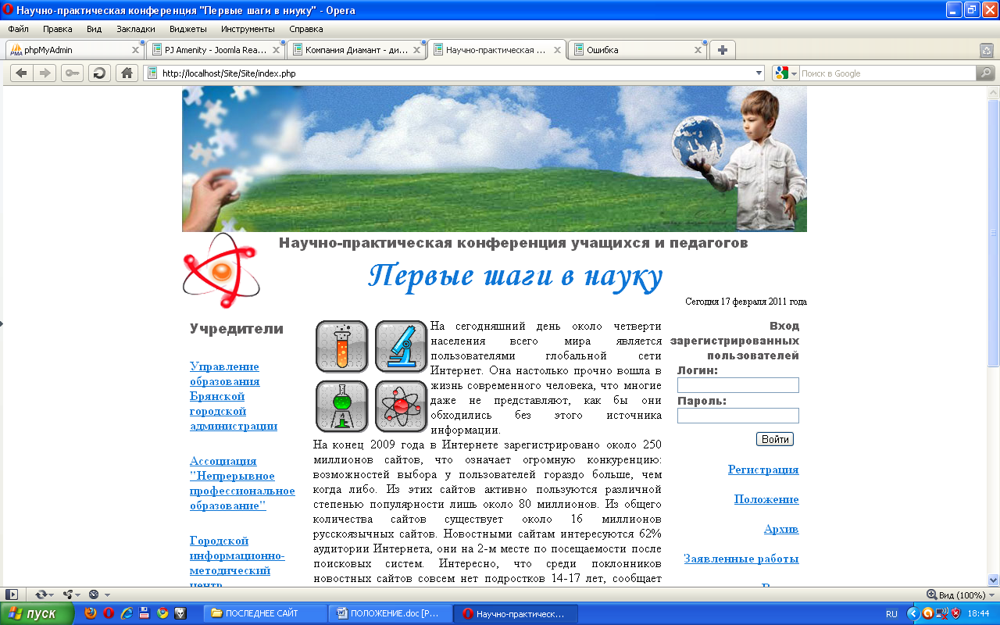 Научно-практическая конференция "Первые шаги в ниуку" - Opera
Файл Правка Вид Закладки Виджеты Инструменты Справка
phpMyAdmin
PJ Amenity - Joomla Rea...
Компания Диамант - ди...
Научно-практическая ...
Ошибка
http://localhost/Site/Site/index.php
Поиск в Google
Научно-практическая конференция учащихся и педагогов
Первые шаги в науку
Сегодня 17 февраля 2011 года
Учредители
Управление
образования
Брянской
городской
администрации
Ассоциация
"Непрерывное
профессиональное
образование"
Городской
информационно-
методический
центр
На сегодняшний день около четверти
населения всего мира является
пользователями глобальной сети
Интернет. Она настолько прочно вошла в
жизнь современного человека, что многие
даже не представляют, как бы они
обходились без этого источника
информации.
На конец 2009 года в Интернете зарегистрировано около 250
миллионов сайтов, что означает огромную конкуренцию:
возможностей выбора у пользователей гораздо больше, чем
когда либо. Из этих сайтов активно пользуются различной
степенью популярности лишь около 80 миллионов. Из общего
количества сайтов существует около 16 миллионов
русскоязычных сайтов. Новостными сайтам интересуются 62%
аудитории Интернета, они на 2-м месте по посещаемости после
поисковых систем. Интересно, что среди поклонников
новостных сайтов совсем нет подростков 14-17 лет, сообщает
Вход
зарегистрированных
пользователей
Логин:
Пароль:
Войти
Регистрация
Положение
Архив
Заявленные работы
Вид (100%)
пуск
ПОСЛЕДНЕЕ САЙТ
ПОЛОЖЕНИЕ.doc [Р...
Научно-практическ...
RU
18:44